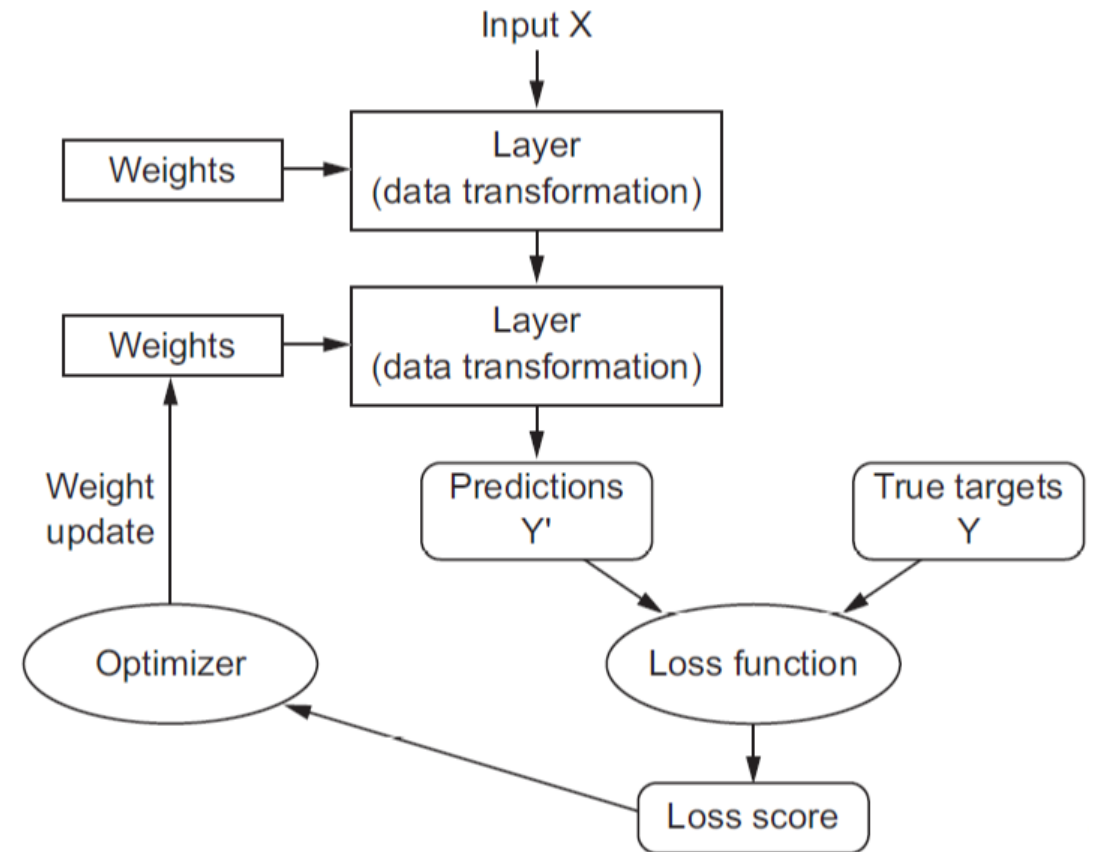 Input X
Weights
Layer
(data transformation)
Weights
Layer
(data transformation)
Weight
update
Predictions
Y'
True targets
Y
Optimizer
Loss function
Loss score